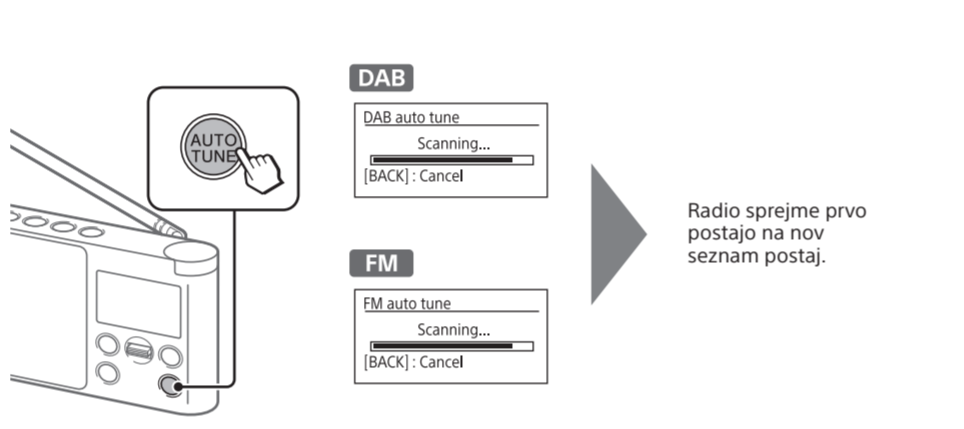 AUTO
TUNE
DAB
DAB auto tune
Scanning...
[BACK] : Cancel
FM
FM auto tune
Scanning...
[BACK] : Cancel
Radio sprejme prvo
postajo na nov
seznam postaj.